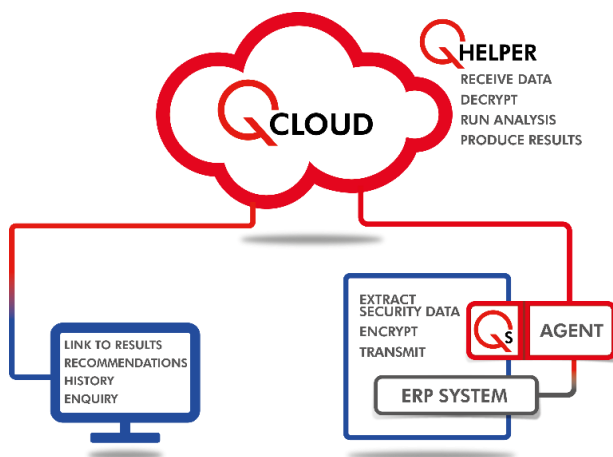 Q HELPER
RECEIVE DATA
DECRYPT
RUN ANALYSIS
PRODUCE RESULTS
Q CLOUD
LINK TO RESULTS
RECOMMENDATIONS
HISTORY
ENQUIRY
EXTRACT
SECURITY DATA
ENCRYPT
TRANSMIT
Qs AGENT
ERP SYSTEM